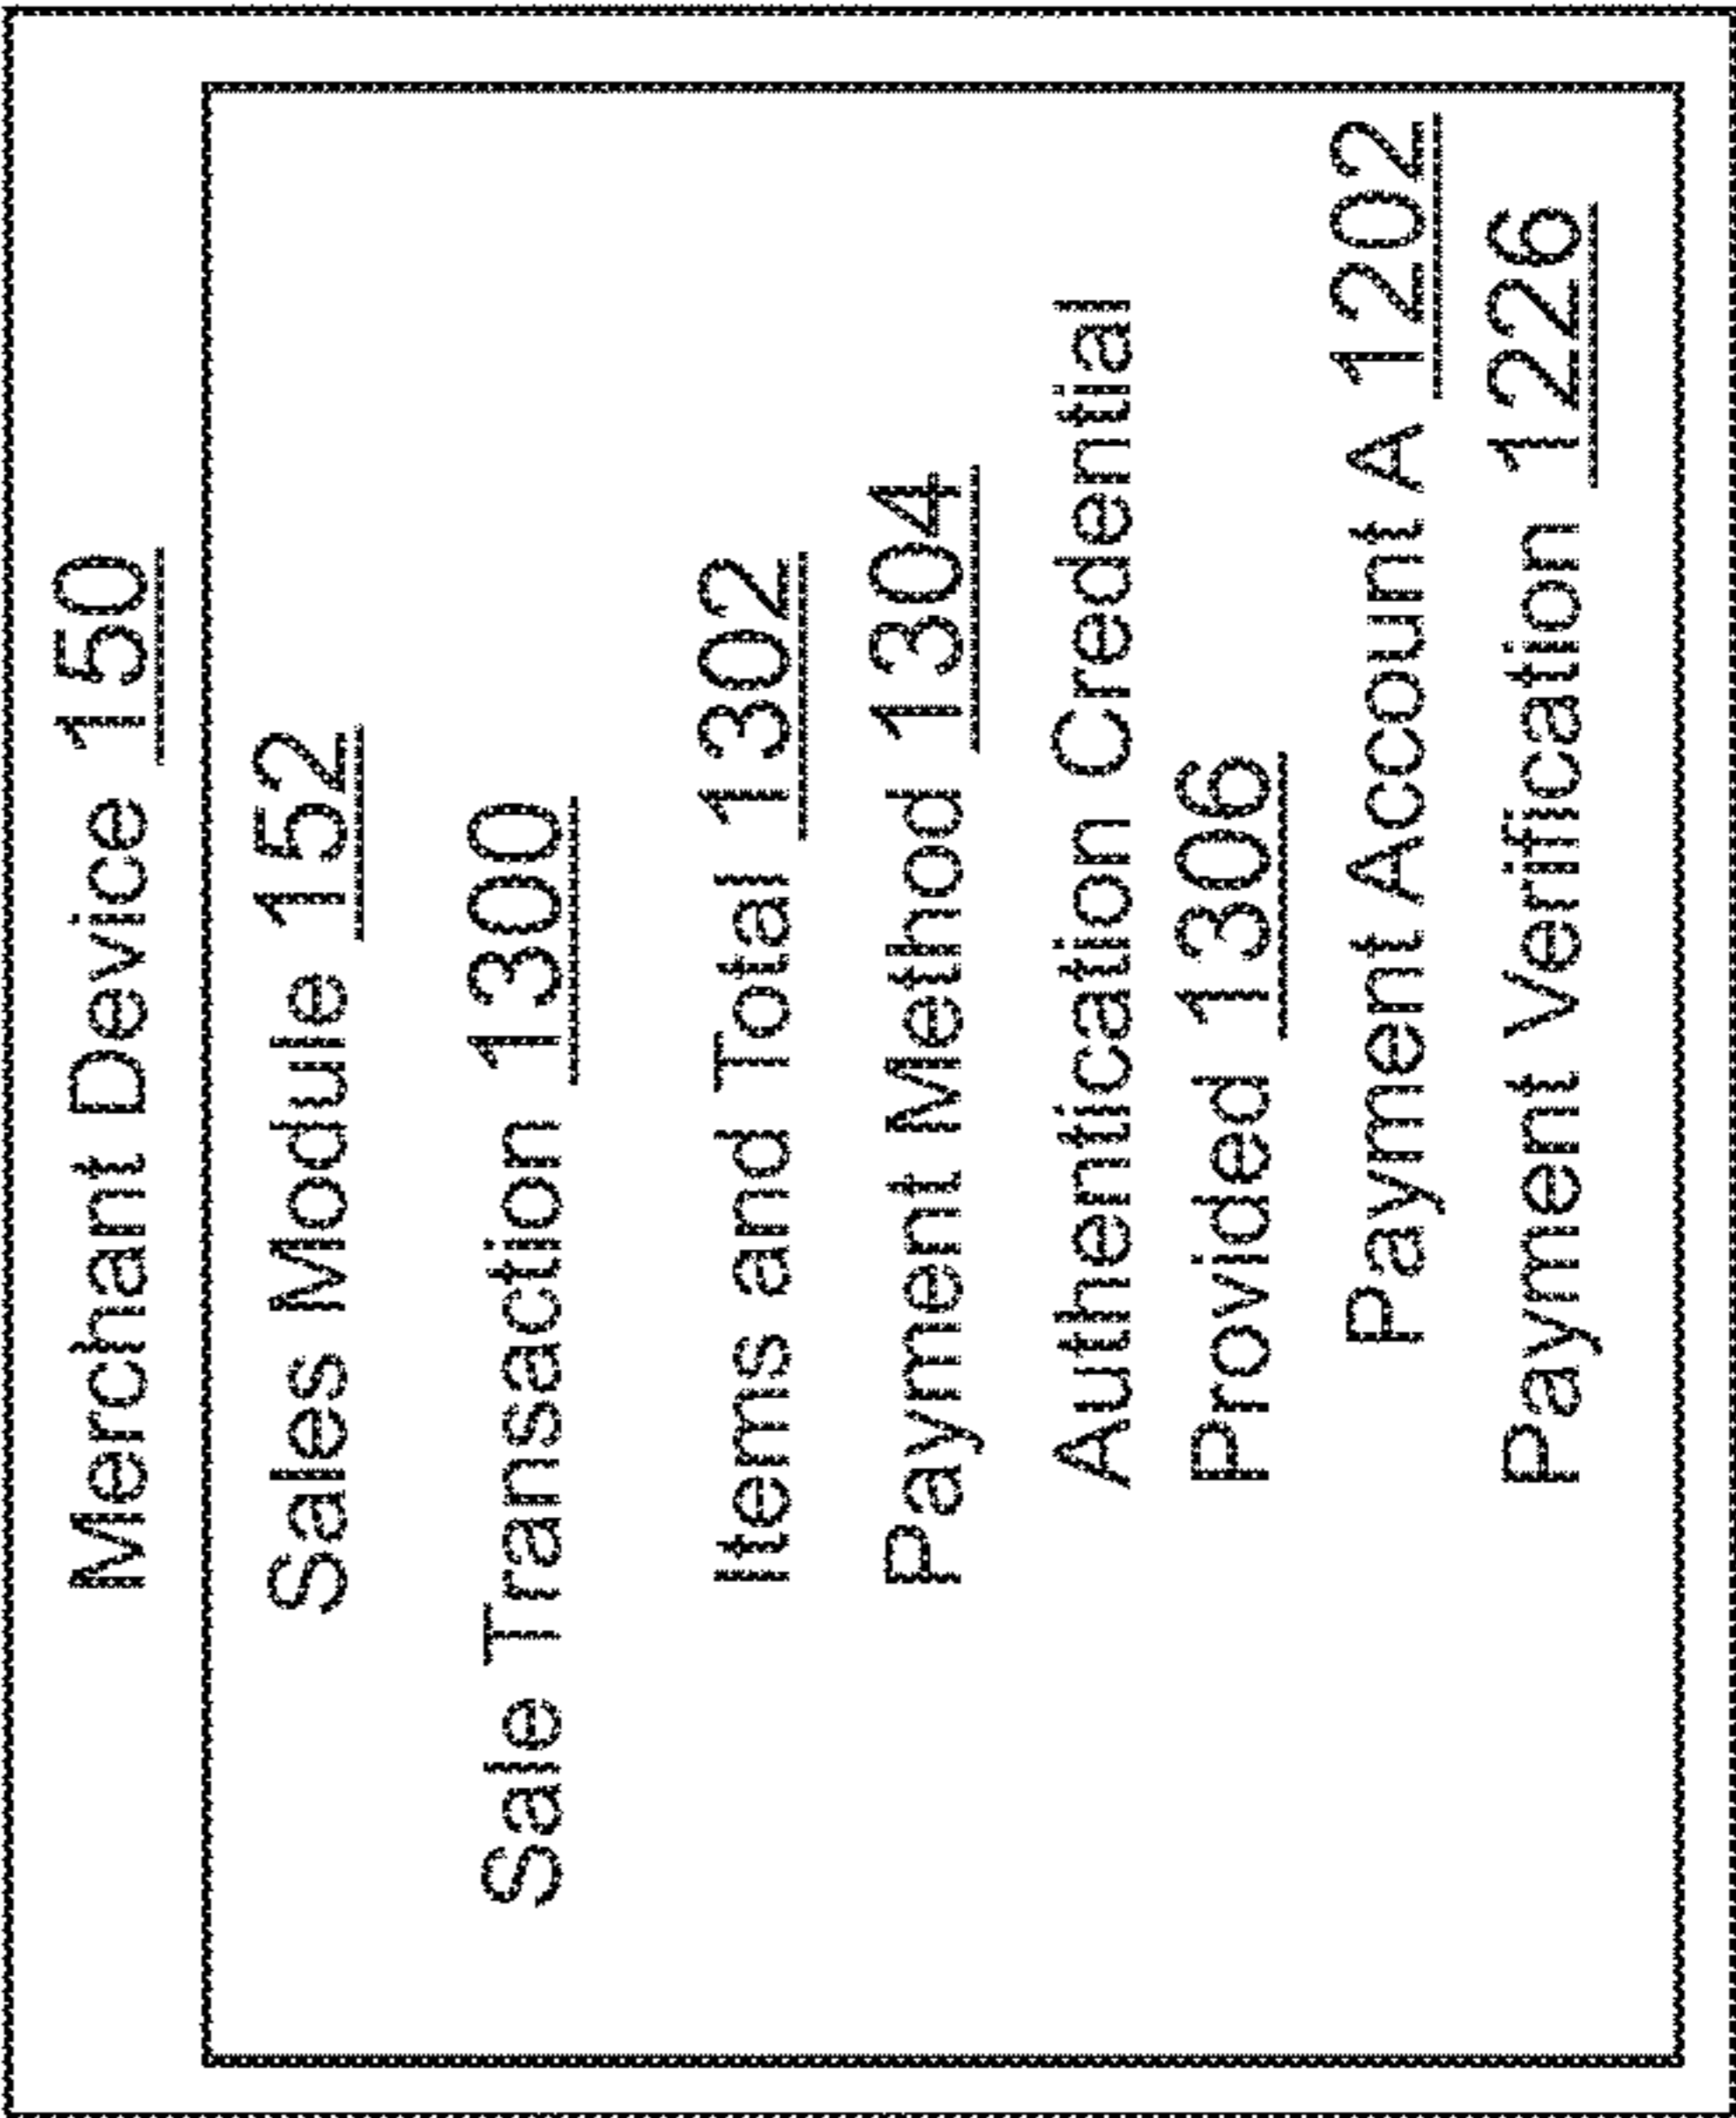 Merchant Device 150
Sales Module 152
Sale Transaction 1300
Items and Total 1302
Payment Method 1304
Authentication Credential
Provided 1306
Payment Account A 1202
Payment Verification 1226